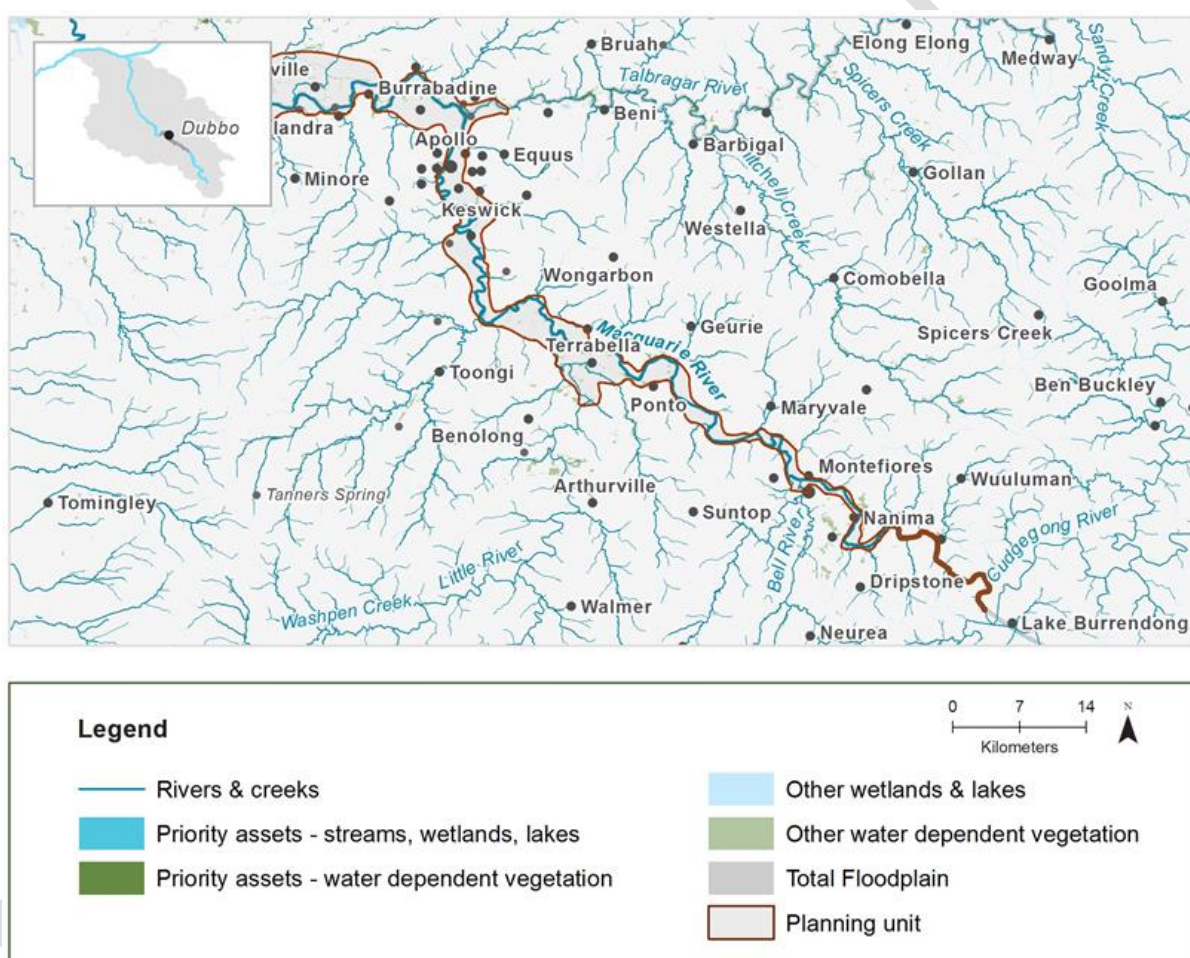 Bruah
Elong Elong
Medway
Sandy Creek
ville
Burrabadine
Talbragar River
Spicers Creek
Dubbo
landra
Beni
Apollo
Equus
Barbigal
Gollan
Minore
Keswick
Westella
Wongarbon
Comobella
Goolma
Geurie
Spicers Creek
Macquarie River
Terrabella
Toongi
Ben Buckley
Ponto
Maryvale
Benolong
Montefiores
Arthurville
Wuuluman
Tanners Spring
Tomingley
Suntop
Nanima
Cudgegong River
Bell River
Little River
Dripstone
Washpen Creek
Walmer
Neurea
Lake Burrendong
Legend
0 7 14
Kilometers
N
Rivers & creeks
Priority assets - streams, wetlands, lakes
Priority assets - water dependent vegetation
Other wetlands & lakes
Other water dependent vegetation
Total Floodplain
Planning unit